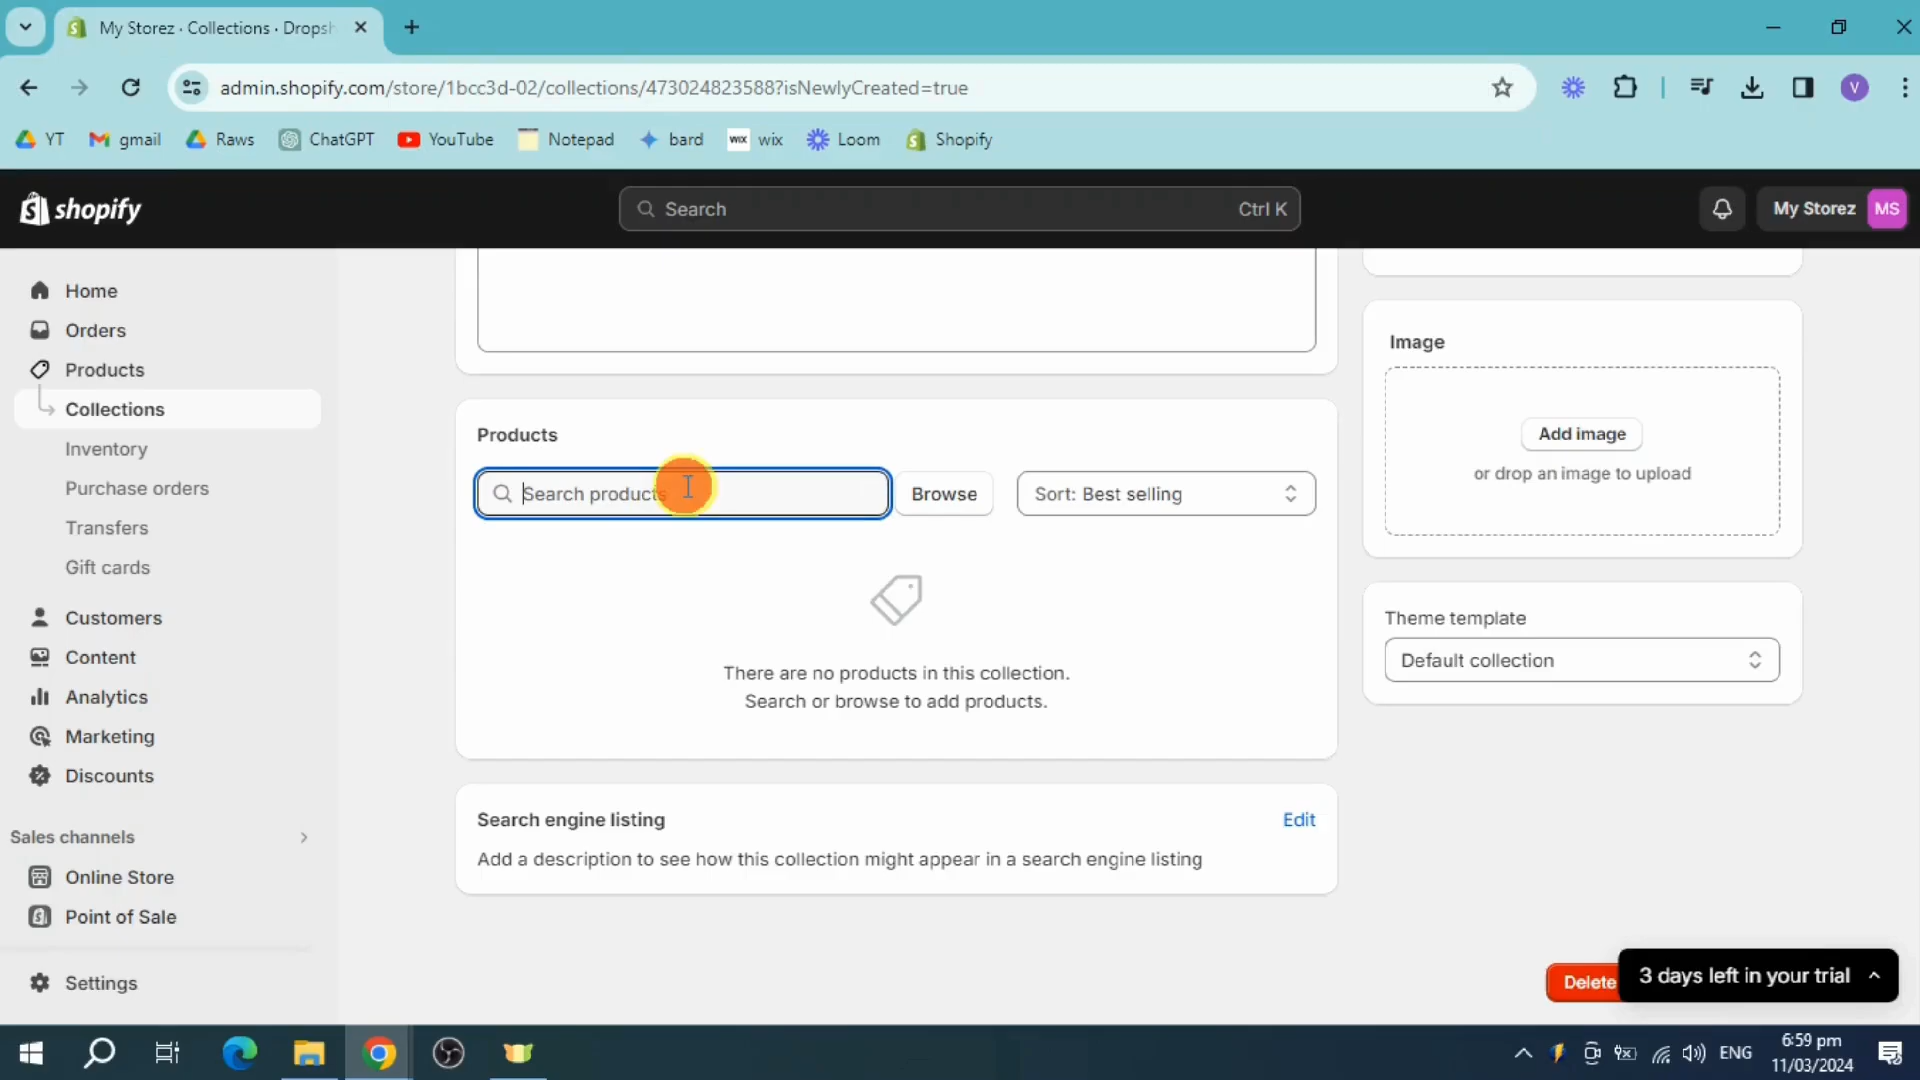 My Storez · Collections · Dropsh
admin.shopify.com/store/1bcc3d-02/collections/473024823588?isNewlyCreated=true
V
YT
gmail
Raws
ChatGPT
YouTube
Notepad
bard
WIX wix
Loom
Shopify
shopify
Search
Ctrl K
My Storez
MS
Home
Orders
Products
Collections
Inventory
Purchase orders
Transfers
Gift cards
Customers
Content
Analytics
Marketing
Discounts
Sales channels
Online Store
Point of Sale
Settings
Products
Search products
Browse
Sort: Best selling
There are no products in this collection.
Search or browse to add products.
Search engine listing
Edit
Add a description to see how this collection might appear in a search engine listing
Image
Add image
or drop an image to upload
Theme template
Default collection
Delete
3 days left in your trial
ENG
6:59 pm
11/03/2024